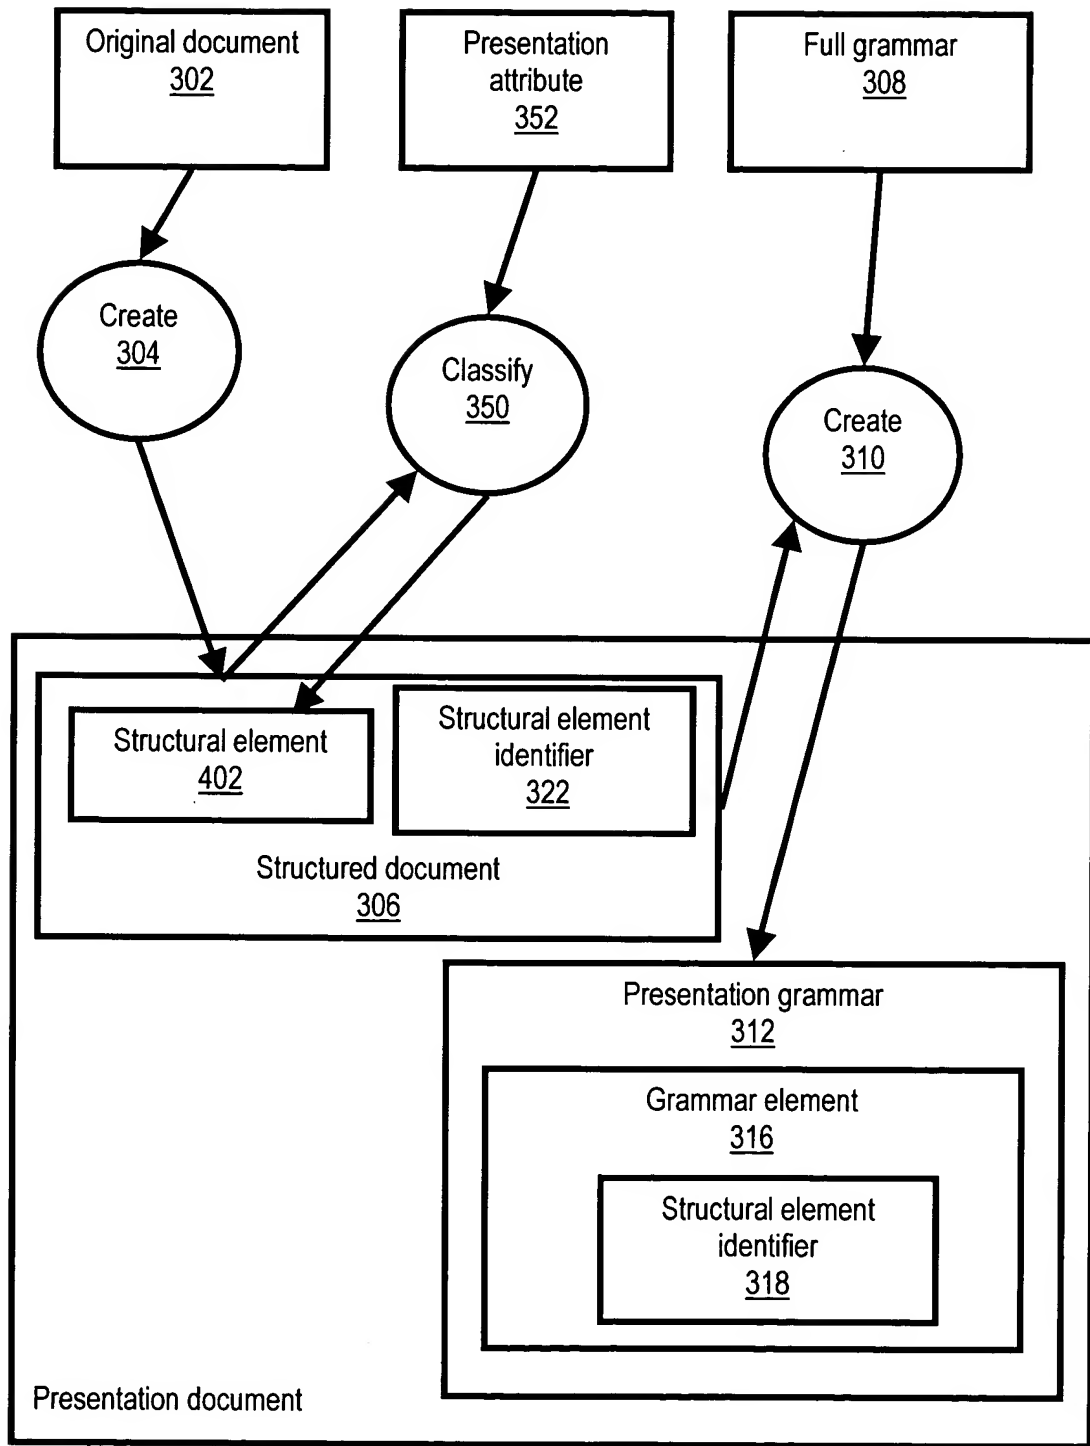 Original document
302
Presentation
attribute
352
Full grammar
308
Create
304
Classify
350
Create
310
Structural element
402
Structural element
identifier
322
Structured document
306
Presentation grammar
312
Grammar element
316
Structural element
identifier
318
Presentation document